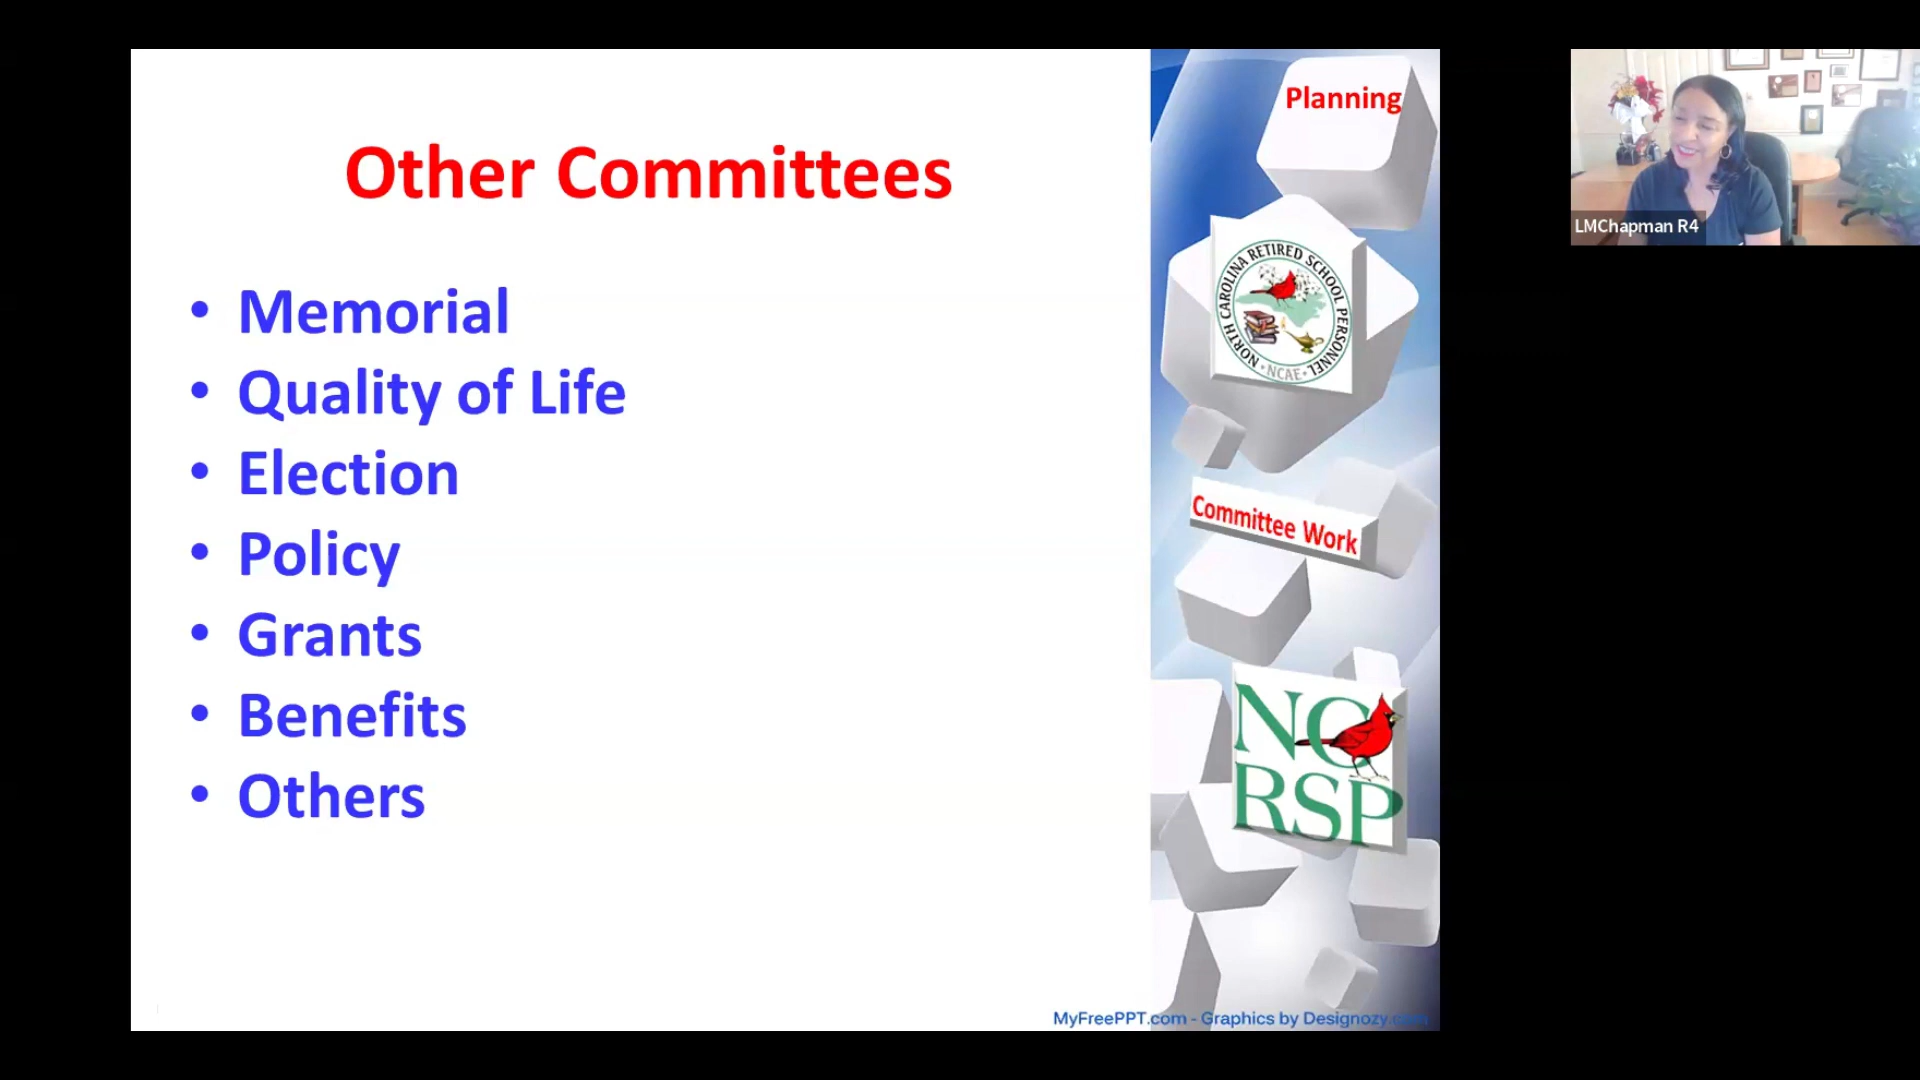 Planning
LMChapman R4
Other Committees
NORTH CAROLINA RETIRED SCHOOL PERSONNEL
• NCAE •
• Memorial
• Quality of Life
• Election
• Policy
• Grants
• Benefits
• Others
Committee Work
NC
RSP
MyFreePPT.com - Graphics by Designozy.com